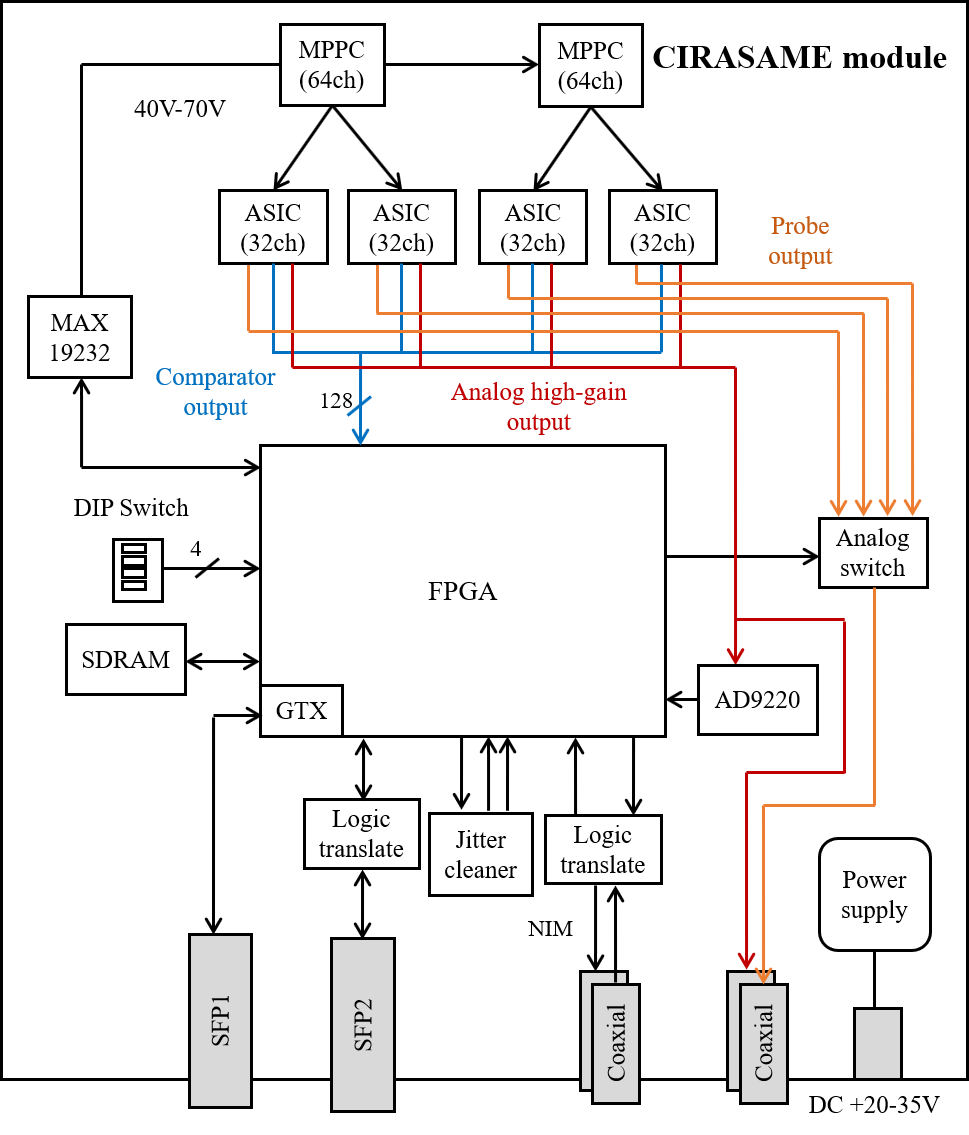 CIRASAME module
MPPC
(64ch)
MPPC
(64ch)
40V-70V
ASIC
(32ch)
ASIC
(32ch)
ASIC
(32ch)
ASIC
(32ch)
Probe
output
MAX
19232
Comparator
output
128
Analog high-gain
output
DIP Switch
4
FPGA
Analog
switch
SDRAM
GTX
AD9220
Logic
translate
Jitter
cleaner
Logic
translate
Power
supply
NIM
SFP1
SFP2
Coaxial
Coaxial
DC +20-35V